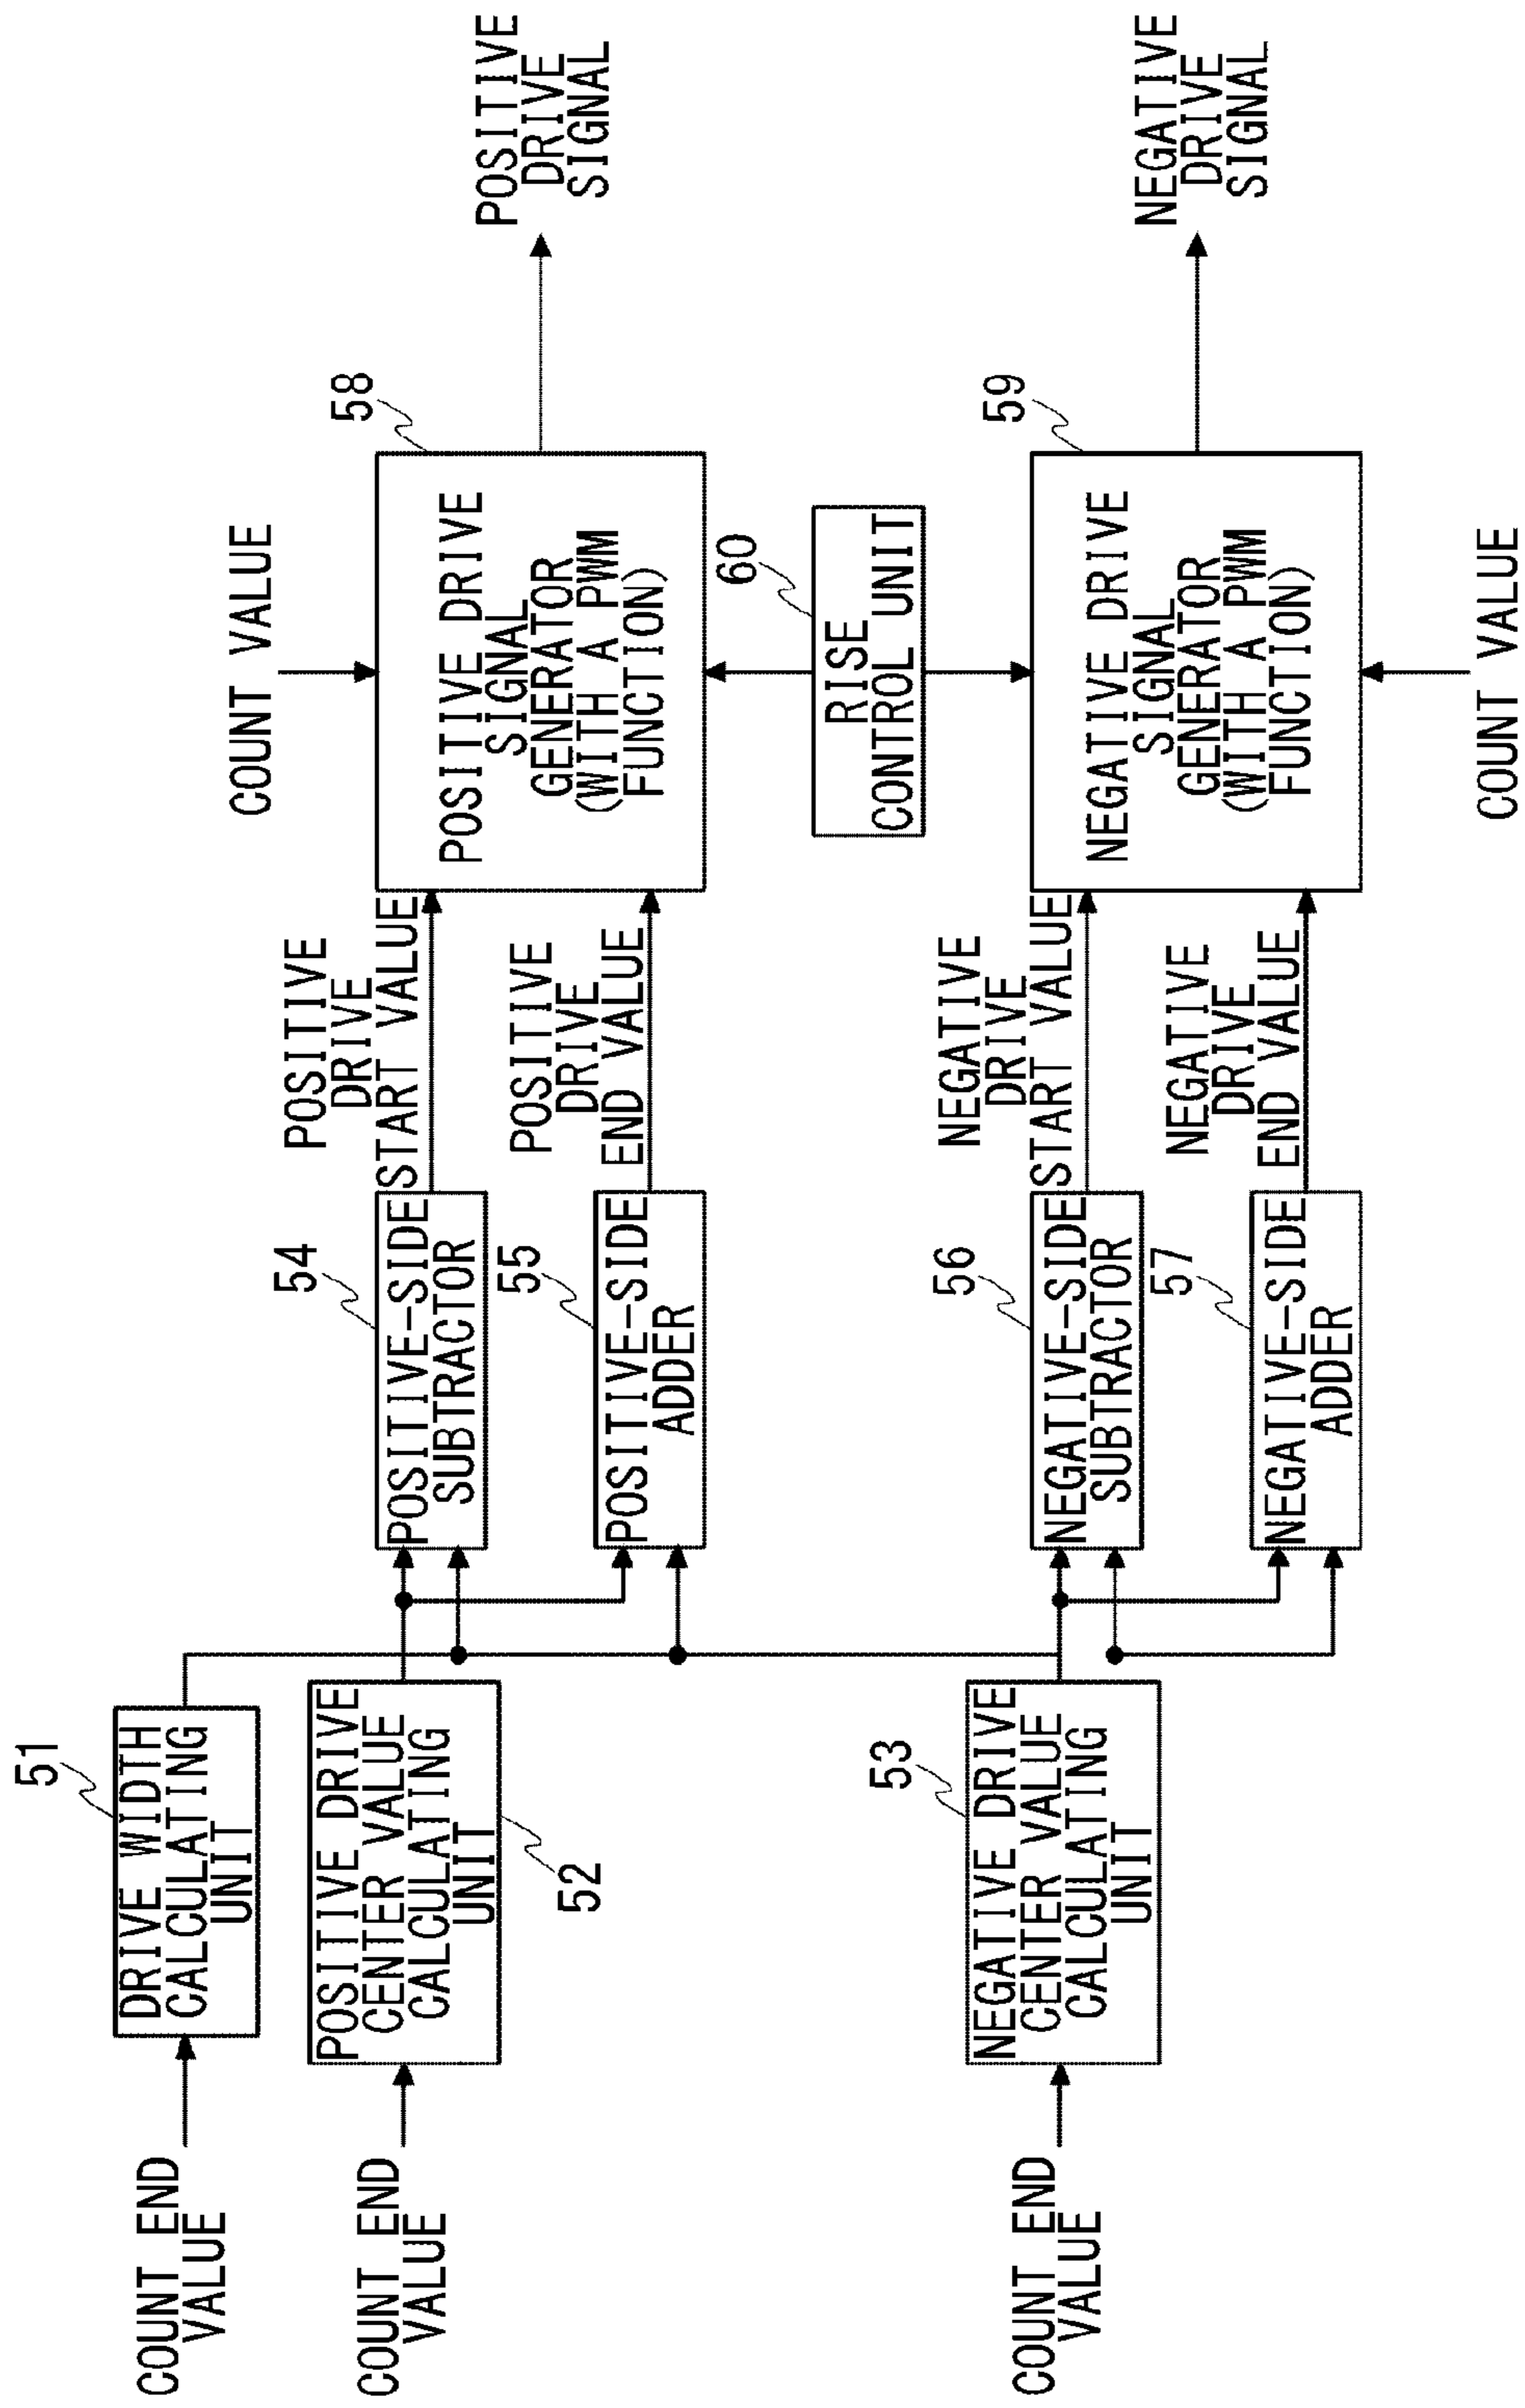 COUNT END
VALUE
51
DRIVE WIDTH
CALCULATING
UNIT
COUNT END
VALUE
POSITIVE DRIVE
CENTER VALUE
CALCULATING
UNIT
52
COUNT END
VALUE
53
NEGATIVE DRIVE
CENTER VALUE
CALCULATING
UNIT
54
POSITIVE-SIDE
SUBTRACTOR
55
POSITIVE-SIDE
ADDER
56
NEGATIVE-SIDE
SUBTRACTOR
57
NEGATIVE-SIDE
ADDER
POSITIVE
DRIVE
START VALUE
POSITIVE
DRIVE
END VALUE
NEGATIVE
DRIVE
START VALUE
NEGATIVE
DRIVE
END VALUE
COUNT VALUE
58
POSITIVE DRIVE
SIGNAL
GENERATOR
(WITH A PWM
FUNCTION)
60
RISE
CONTROL UNIT
59
NEGATIVE DRIVE
SIGNAL
GENERATOR
(WITH A PWM
FUNCTION)
COUNT VALUE
POSITIVE
DRIVE
SIGNAL
NEGATIVE
DRIVE
SIGNAL